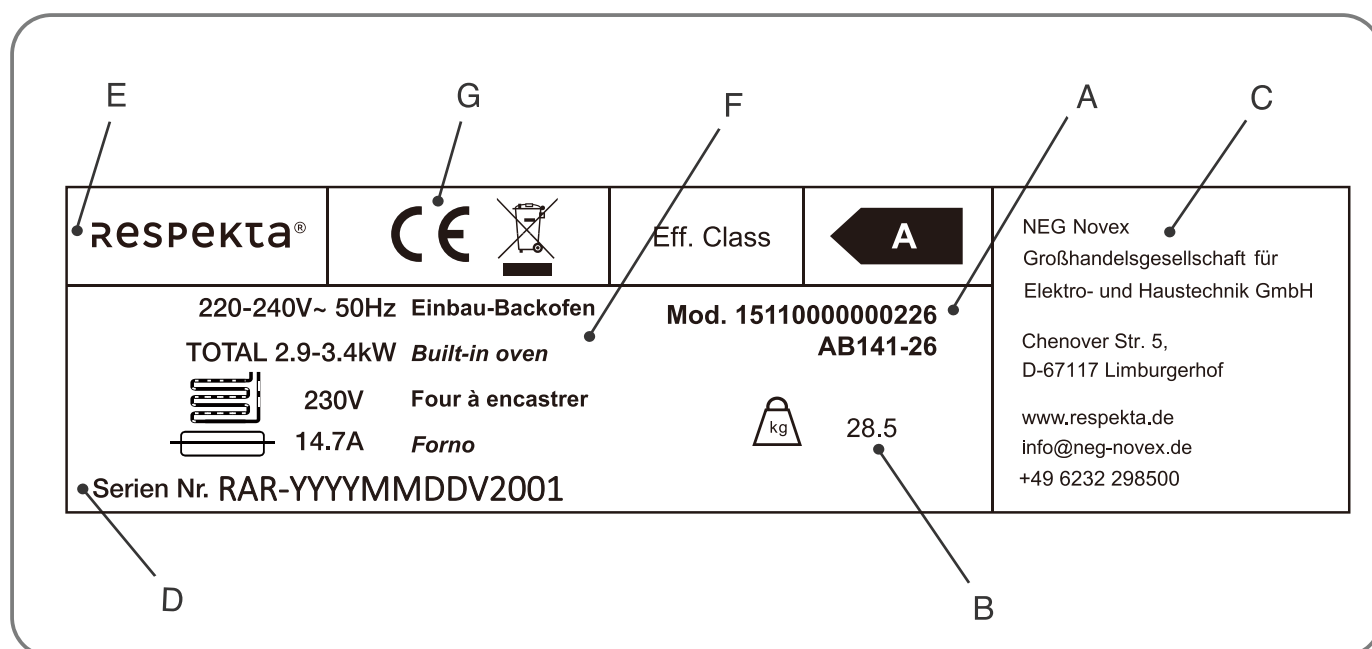 E
G
F
A
C
Respekta®
CE
Eff. Class
A
NEG Novex
Großhandelsgesellschaft für
Elektro- und Haustechnik GmbH
Chenover Str. 5,
D-67117 Limburgerhof
www.respekta.de
info@neg-novex.de
+49 6232 298500
220-240V~ 50Hz Einbau-Backofen
TOTAL 2.9-3.4kW Built-in oven
230V Four à encastrer
14.7A Forno
Mod. 15110000000226
AB141-26
kg 28.5
Serien Nr. RAR-YYYYMMDDV2001
D
B